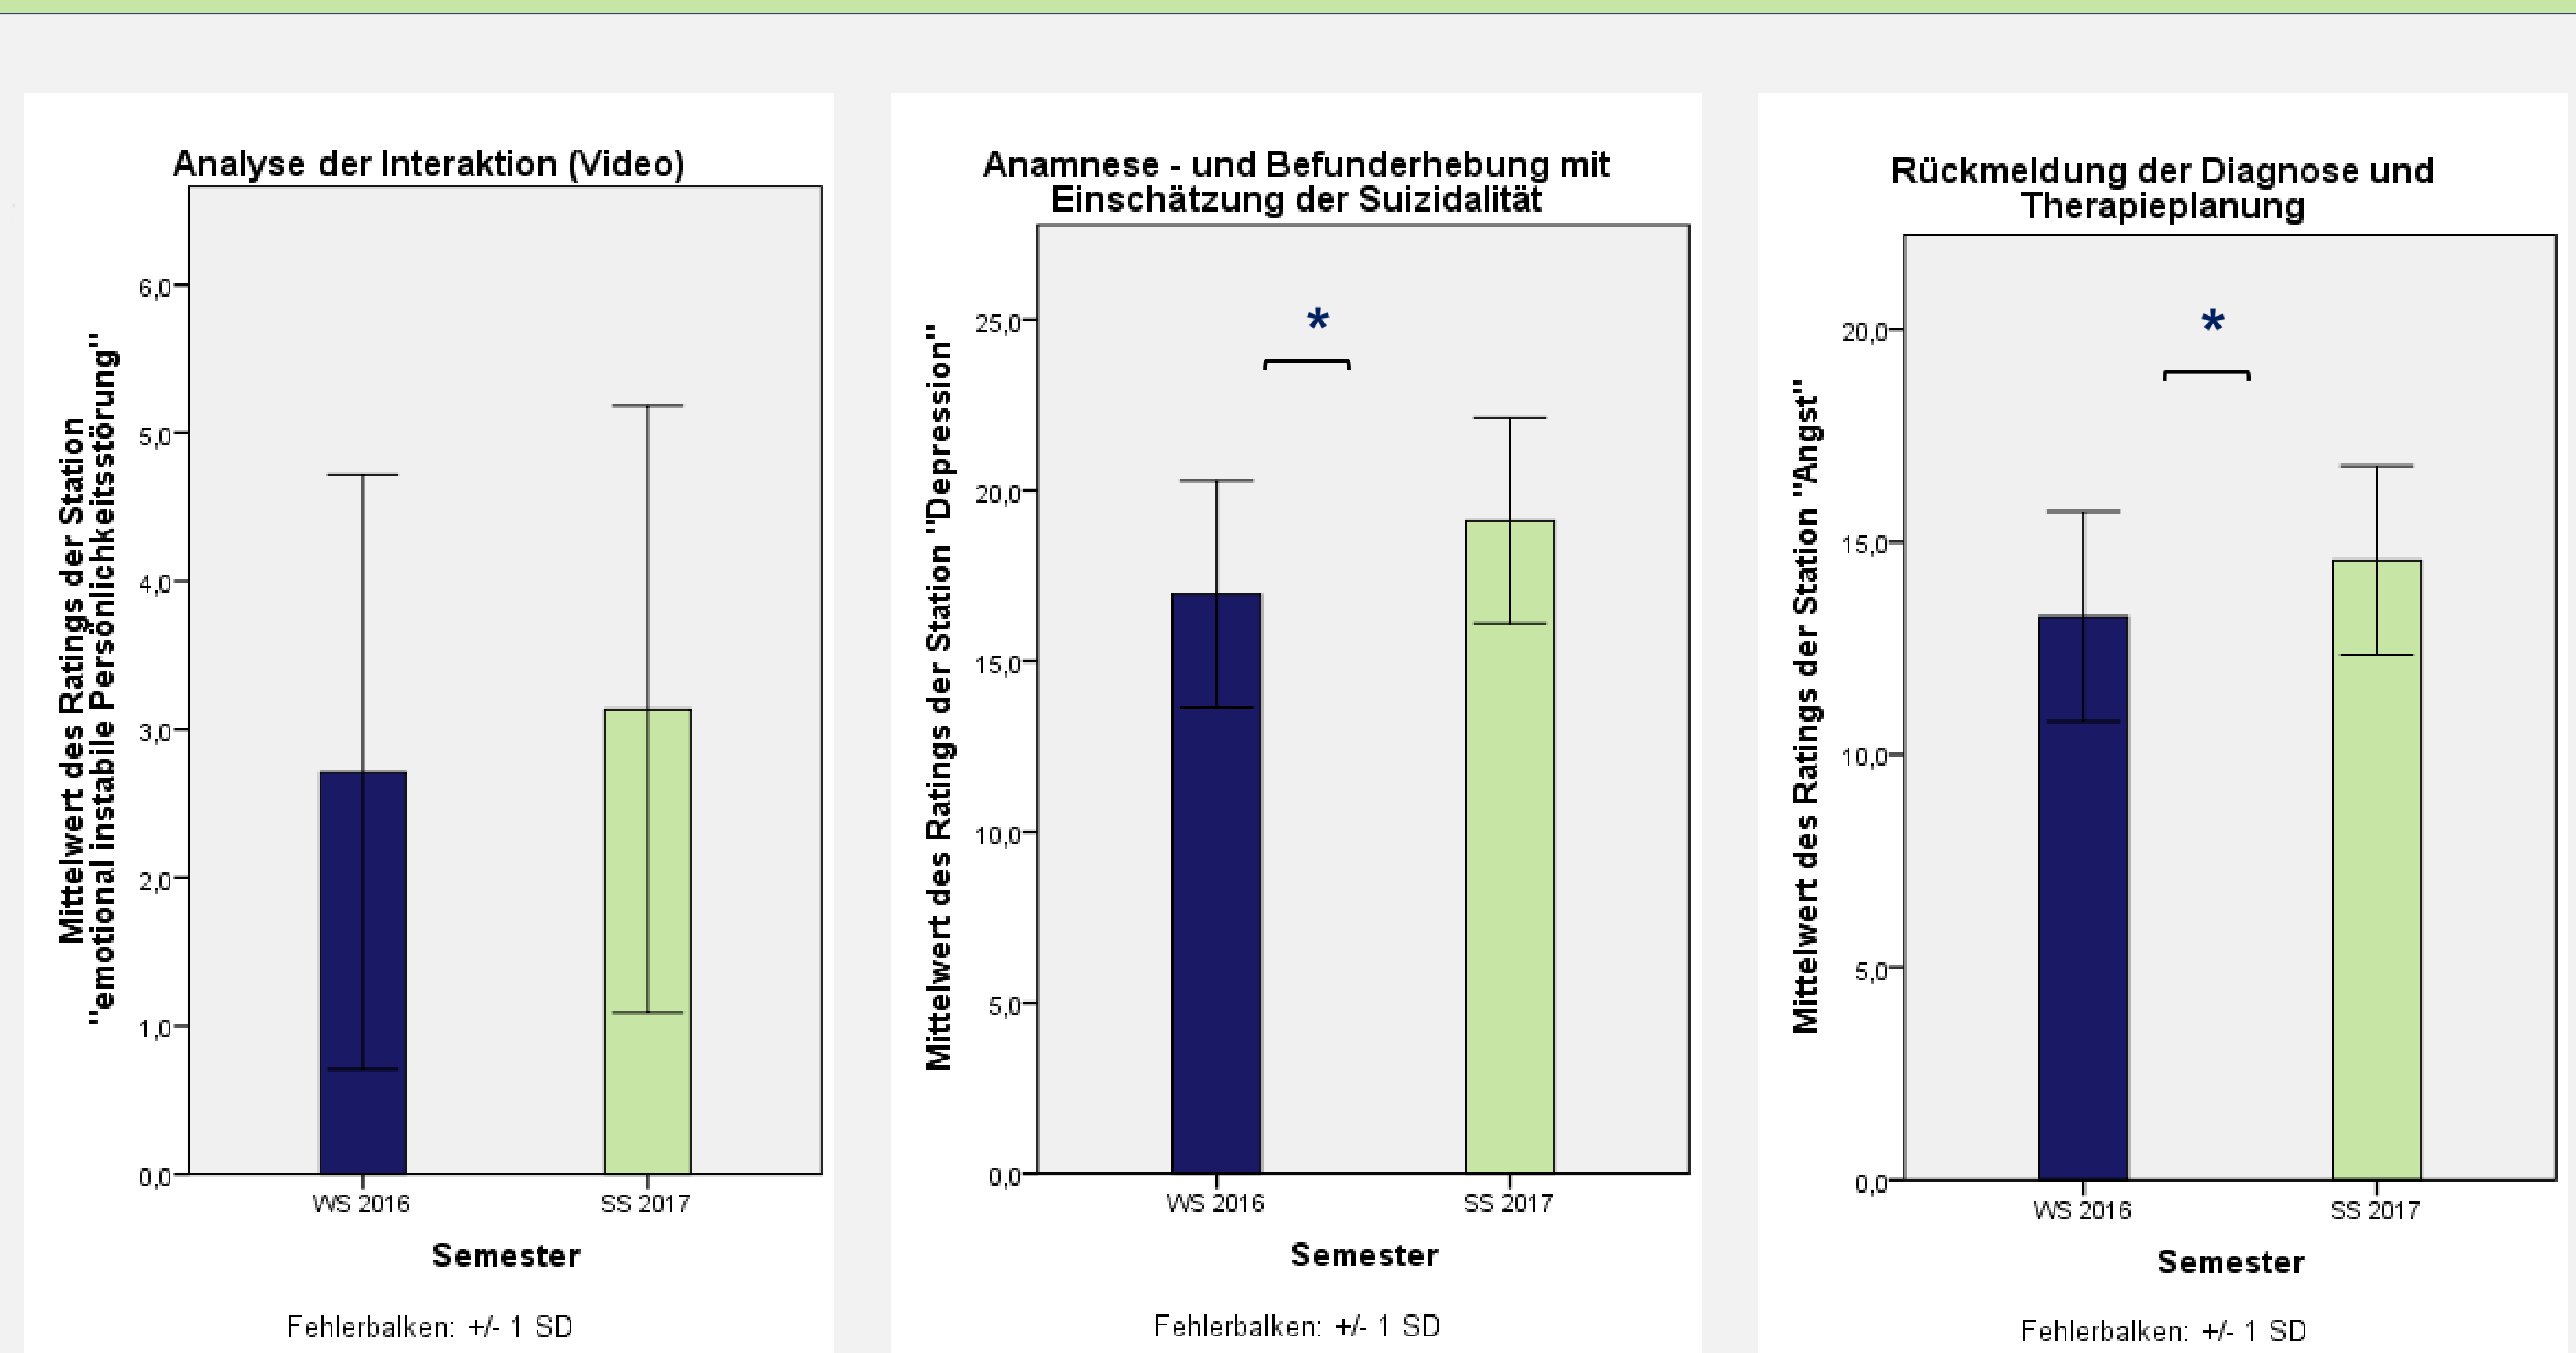 Analyse der Interaktion (Video)
Mittelwert des Ratings der Station
"emotional instabile Persönlichkeitsstörung"
6,0
5,0
4,0
3,0
2,0
1,0
0,0
WS 2016
SS 2017
Semester
Fehlerbalken: +/- 1 SD
Anamnese - und Befunderhebung mit
Einschätzung der Suizidalität
Mittelwert des Ratings der Station "Depression"
25,0
20,0
15,0
10,0
5,0
0,0
*
WS 2016
SS 2017
Semester
Fehlerbalken: +/- 1 SD
Rückmeldung der Diagnose und
Therapieplanung
Mittelwert des Ratings der Station "Angst"
20,0
15,0
10,0
5,0
0,0
*
WS 2016
SS 2017
Semester
Fehlerbalken: +/- 1 SD